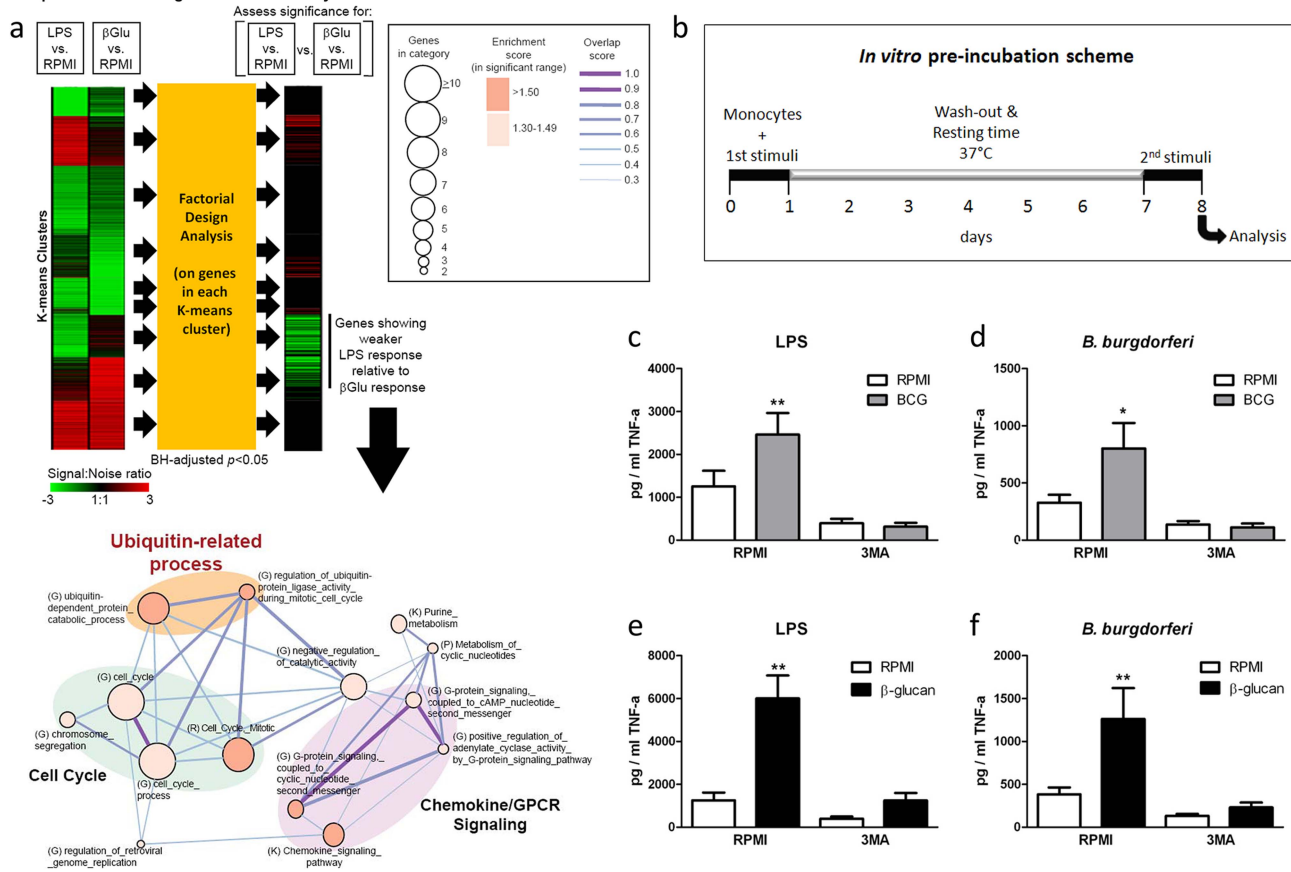 a
LPS
vs.
RPMI
βGlu
vs.
RPMI
Assess significance for:
LPS
vs.
RPMI
vs.
βGlu
vs.
RPMI
K-means Clusters
Factorial
Design
Analysis
(on genes
in each
K-means
cluster)
BH-adjusted p<0.05
Genes showing
weaker
LPS response
relative to
βGlu response
Signal:Noise ratio
-3
1:1
3
Genes
in category
≥10
9
8
7
6
5
4
3
2
Enrichment
score
(in significant range)
>1.50
1.30-1.49
Overlap
score
1.0
0.9
0.8
0.7
0.6
0.5
0.4
0.3
Ubiquitin-related
process
(G) ubiquitin-
dependent_protein_
catabolic_process
(G) regulation_of_ubiquitin-
protein_ligase_activity
_during_mitotic_cell_cycle
(K) Purine_
metabolism
(P) Metabolism_of_
cyclic_nucleotides
(G) negative_regulation_
of_catalytic_activity
(G) cell_cycle
(G) G-protein_signaling,_
coupled_to_cAMP_nucleotide_
second_messenger
(G) chromosome_
segregation
(R) Cell_Cycle_Mitotic
(G) positive_regulation_of_
adenylate_cyclase_activity_
by_G-protein_signaling_pathway
Cell Cycle
(G) cell_cycle_
process
(G) G-protein_signaling,_
coupled_to_
cyclic_nucleotide_
second_messenger
Chemokine/GPCR
Signaling
(G) regulation_of_retroviral
_genome_replication
(K) Chemokine_signaling_
pathway
b
In vitro pre-incubation scheme
Monocytes
+
1st stimuli
Wash-out &
Resting time
37°C
2nd stimuli
0 1 2 3 4 5 6 7 8
days
Analysis
c
LPS
pg / ml TNF-a
4000
3000
2000
1000
0
**
RPMI
BCG
RPMI 3MA
d
B. burgdorferi
pg / ml TNF-a
1500
1000
500
0
*
RPMI
BCG
RPMI 3MA
e
LPS
pg / ml TNF-a
8000
6000
4000
2000
0
**
RPMI
β-glucan
RPMI 3MA
f
B. burgdorferi
pg / ml TNF-a
2000
1500
1000
500
0
**
RPMI
β-glucan
RPMI 3MA